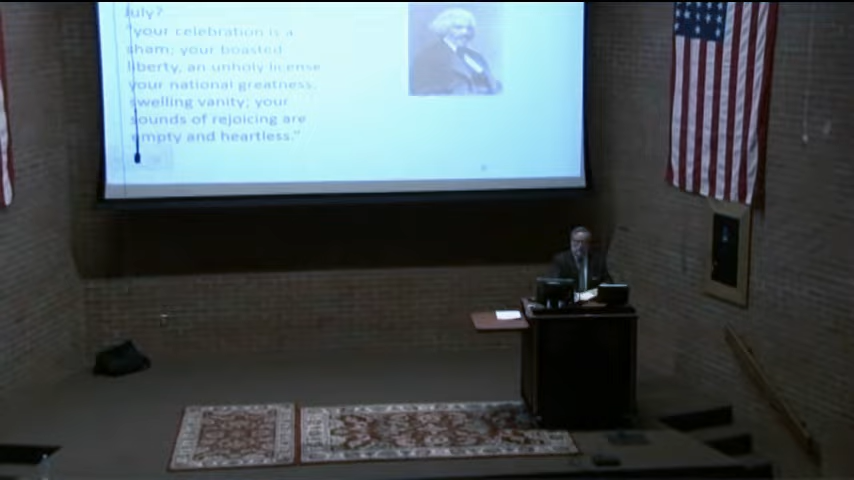 July?
"your celebration is a
sham; your boasted
liberty, an unholy license
your national greatness,
swelling vanity; your
sounds of rejoicing are
empty and heartless."